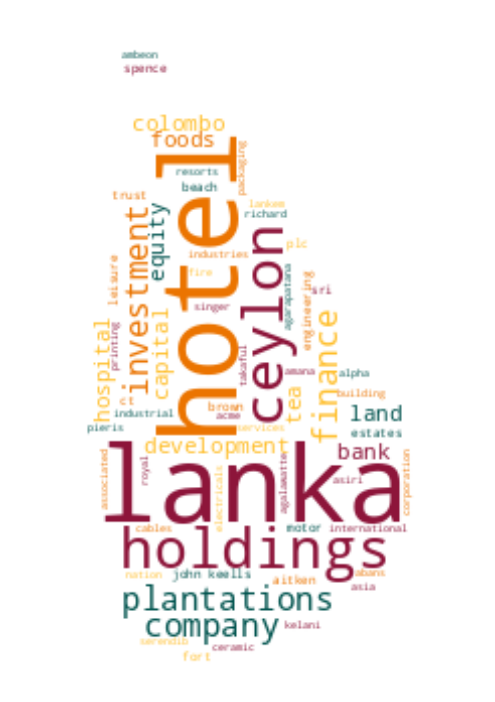 ambeon
spence
colombo
foods
hotel
packaging
resorts
beach
trust
lankem
richard
investment
equity
ceylon
plc
industries
fire
leisure
agarapatana
engineering
sri
singer
hospital
printing
capital
finance
takaful
amana
alpha
tea
building
ct
brown
industrial
acme
land
pieris
services
estates
development
bank
lanka
associated
royal
electricals
agalamatte
asiri
corporation
cables
motor
international
holdings
nation
john keells
aitken
abans
asia
plantations
company
kelani
serendib
ceramic
fort